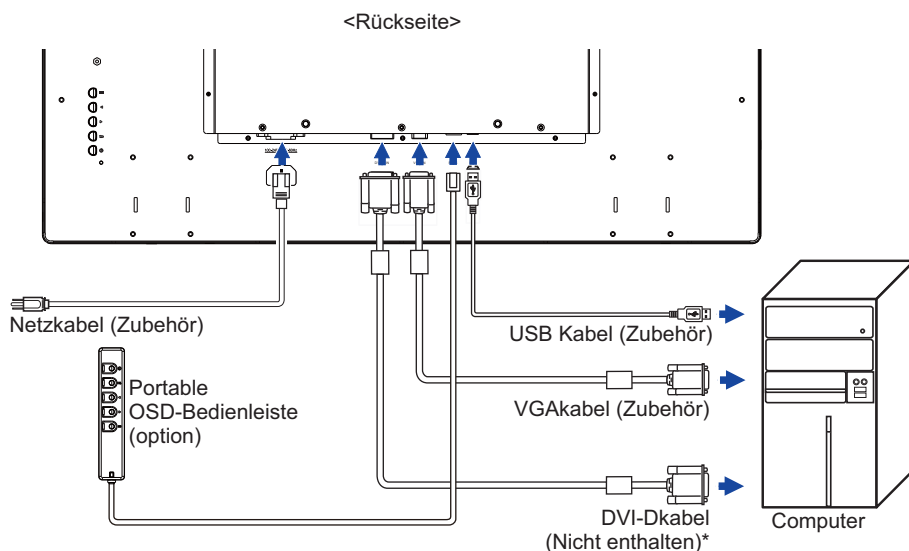 <Rückseite>
Netzkabel (Zubehör)
USB Kabel (Zubehör)
Portable
OSD-Bedienleiste
(option)
VGAkabel (Zubehör)
DVI-Dkabel
(Nicht enthalten)*
Computer